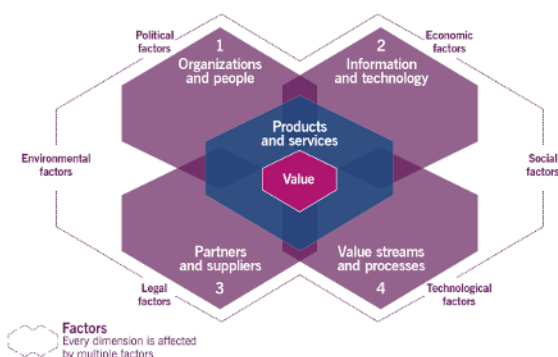 Political
factors
Economic
factors
1
Organizations
and people
2
Information
and technology
Products
and services
Environmental
factors
Value
Social
factors
Partners
and suppliers
3
Value streams
and processes
4
Legal
factors
Technological
factors
Factors
Every dimension is affected
by multiple factors